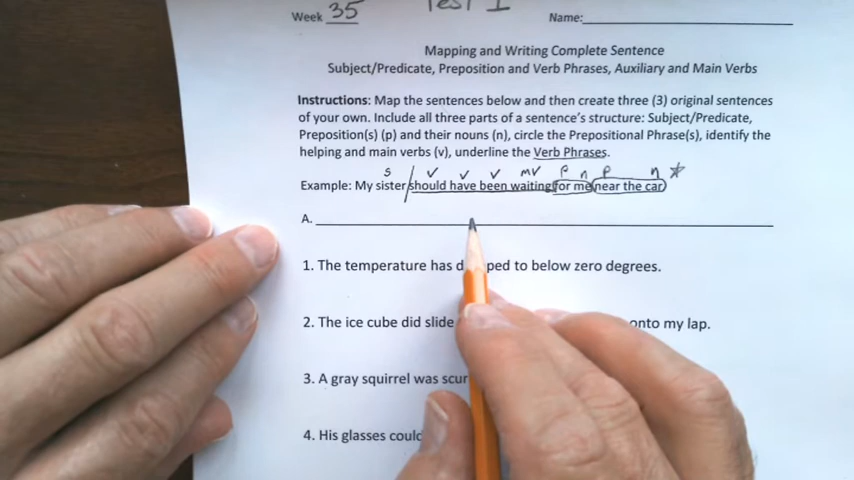 Week 35 Test 1 Name:
Mapping and Writing Complete Sentence
Subject/Predicate, Preposition and Verb Phrases, Auxiliary and Main Verbs
Instructions: Map the sentences below and then create three (3) original sentences
of your own. Include all three parts of a sentence's structure: Subject/Predicate,
Preposition(s) (p) and their nouns (n), circle the Prepositional Phrase(s), identify the
helping and main verbs (v), underline the Verb Phrases.
s v v v mv p n p n
Example: My sister should have been waiting for me near the car
A.
1. The temperature has d ped to below zero degrees.
2. The ice cube did slide onto my lap.
3. A gray squirrel was scur
4. His glasses could